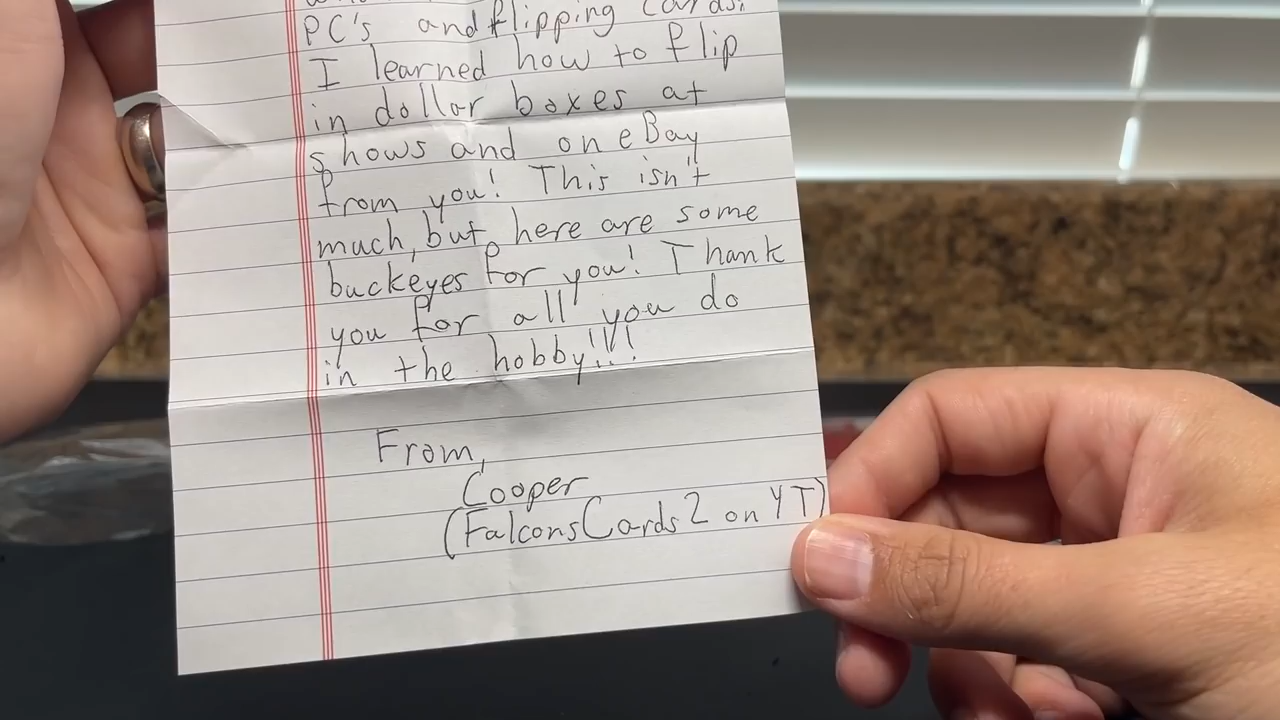 PC's and flipping cards.
I learned how to flip
in dollar boxes at
shows and on eBay
from you! This isn't
much, but here are some
buckeyes for you! Thank
you for all you do
in the hobby!!!!
From,
Cooper
(FalconsCards2 on YT)